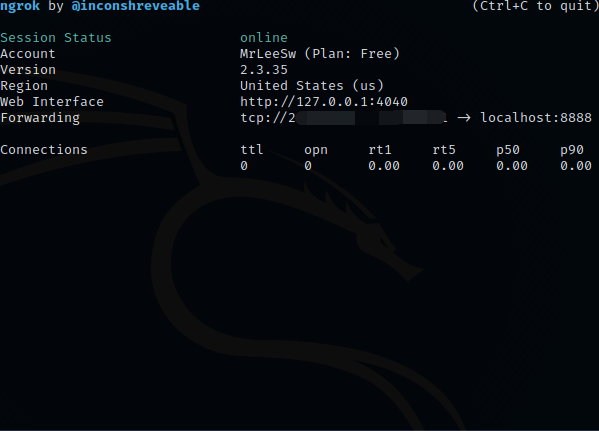 ngrok by @inconshreveable (Ctrl+C to quit)
Session Status online
Account MrLeeSw (Plan: Free)
Version 2.3.35
Region United States (us)
Web Interface http://127.0.0.1:4040
Forwarding tcp://2 → localhost:8888
Connections ttl opn rt1 rt5 p50 p90
0 0 0.00 0.00 0.00 0.00